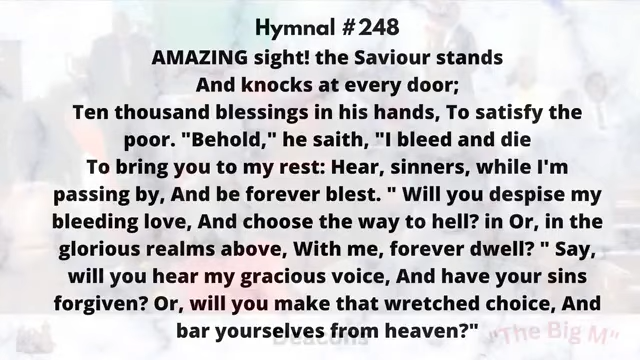 Hymnal #248
AMAZING sight! the Saviour stands
And knocks at every door;
Ten thousand blessings in his hands, To satisfy the
poor. "Behold," he saith, "I bleed and die
To bring you to my rest: Hear, sinners, while I'm
passing by, And be forever blest. " Will you despise my
bleeding love, And choose the way to hell? in Or, in the
glorious realms above, With me, forever dwell? " Say,
will you hear my gracious voice, And have your sins
forgiven? Or, will you make that wretched choice, And
bar yourselves from heaven?"
Deacons
"The Big M"